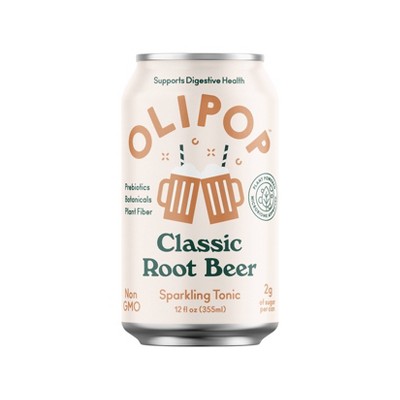 Supports Digestive Health
OLIPOP™
Prebiotics
Botanicals
Plant Fiber
Classic
Root Beer
Non
GMO
Sparkling Tonic
12 fl oz (355ml)
2g
of sugar
per can